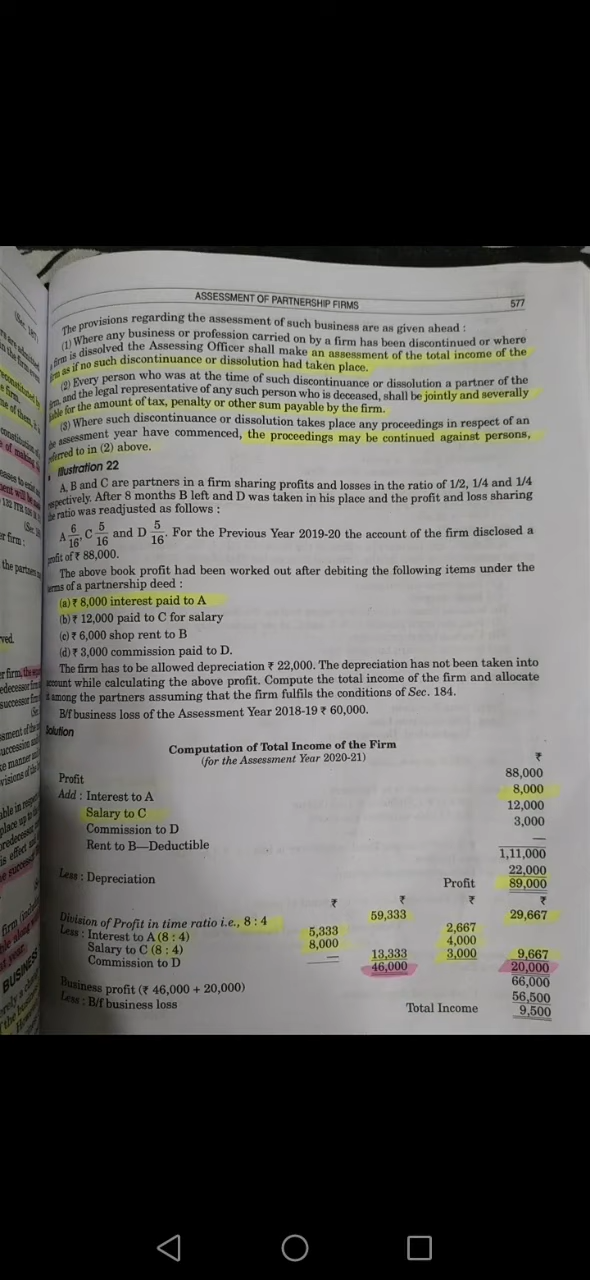 ASSESSMENT OF PARTNERSHIP FIRMS 577
The provisions regarding the assessment of such business are as given ahead :
(1) Where any business or profession carried on by a firm has been discontinued or where
firm is dissolved the Assessing Officer shall make an assessment of the total income of the
as if no such discontinuance or dissolution had taken place.
(2) Every person who was at the time of such discontinuance or dissolution a partner of the
and the legal representative of any such person who is deceased, shall be jointly and severally
for the amount of tax, penalty or other sum payable by the firm.
(3) Where such discontinuance or dissolution takes place any proceedings in respect of an
assessment year have commenced, the proceedings may be continued against persons,
to in (2) above.
Illustration 22
A, B and C are partners in a firm sharing profits and losses in the ratio of 1/2, 1/4 and 1/4
After 8 months B left and D was taken in his place and the profit and loss sharing
ratio was readjusted as follows :
A 6/16, C 5/16 and D 5/16. For the Previous Year 2019-20 the account of the firm disclosed a
of ₹ 88,000.
The above book profit had been worked out after debiting the following items under the
of a partnership deed :
(a) ₹ 8,000 interest paid to A
(b) ₹ 12,000 paid to C for salary
(c) ₹ 6,000 shop rent to B
(d) ₹ 3,000 commission paid to D.
The firm has to be allowed depreciation ₹ 22,000. The depreciation has not been taken into
account while calculating the above profit. Compute the total income of the firm and allocate
among the partners assuming that the firm fulfils the conditions of Sec. 184.
B/f business loss of the Assessment Year 2018-19 ₹ 60,000.
Solution
Computation of Total Income of the Firm
(for the Assessment Year 2020-21)
₹
Profit 88,000
Add : Interest to A 8,000
Salary to C 12,000
Commission to D 3,000
Rent to B—Deductible —
1,11,000
Less : Depreciation 22,000
Profit 89,000
₹ ₹ ₹ ₹
Division of Profit in time ratio i.e., 8 : 4 59,333 29,667
Less : Interest to A (8 : 4) 5,333 2,667
Salary to C (8 : 4) 8,000 4,000
Commission to D — 13,333 3,000 9,667
46,000 20,000
Business profit (₹ 46,000 + 20,000) 66,000
Less : B/f business loss 56,500
Total Income 9,500